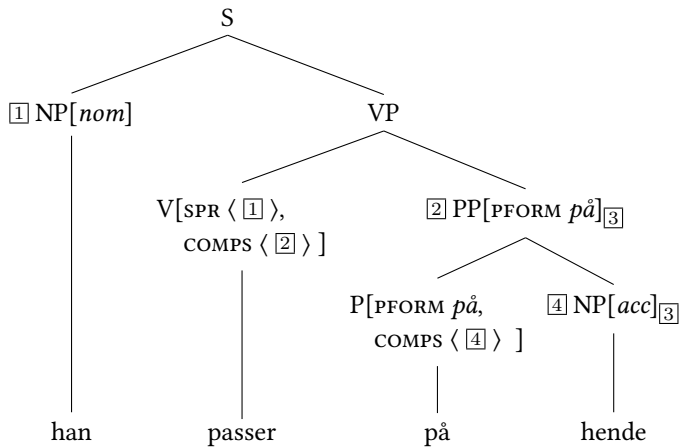 S
1 NP[nom] VP
V[SPR ⟨ 1 ⟩, 2 PP[PFORM på]3
COMPS ⟨ 2 ⟩ ]
P[PFORM på, 4 NP[acc]3
COMPS ⟨ 4 ⟩ ]
han passer på hende